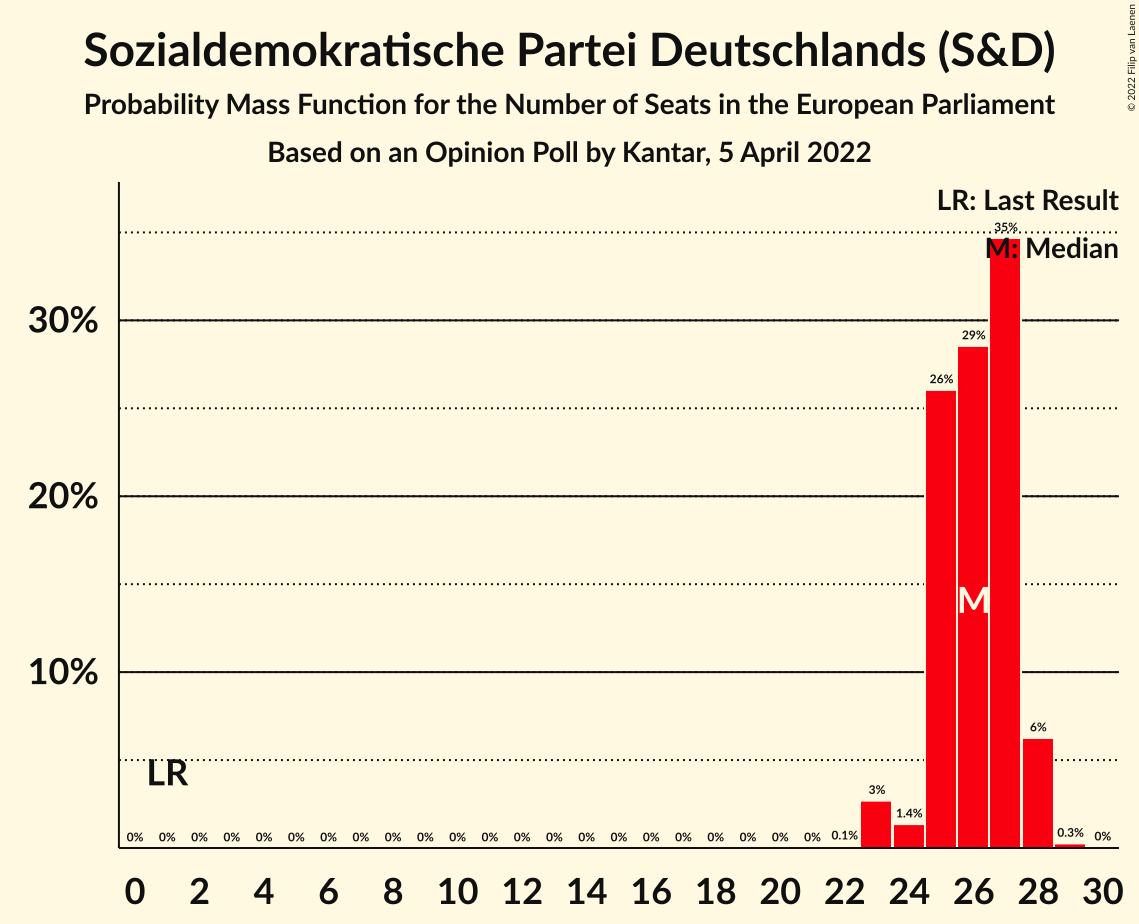 Sozialdemokratische Partei Deutschlands (S&D)
Probability Mass Function for the Number of Seats in the European Parliament
Based on an Opinion Poll by Kantar, 5 April 2022
© 2022 Filip van Laenen
LR: Last Result
M: Median
35%
30%
29%
26%
20%
M
10%
6%
LR
3%
1.4%
0% 0% 0% 0% 0% 0% 0% 0% 0% 0% 0% 0% 0% 0% 0% 0% 0% 0% 0% 0% 0% 0% 0.1% 0.3% 0%
0 2 4 6 8 10 12 14 16 18 20 22 24 26 28 30